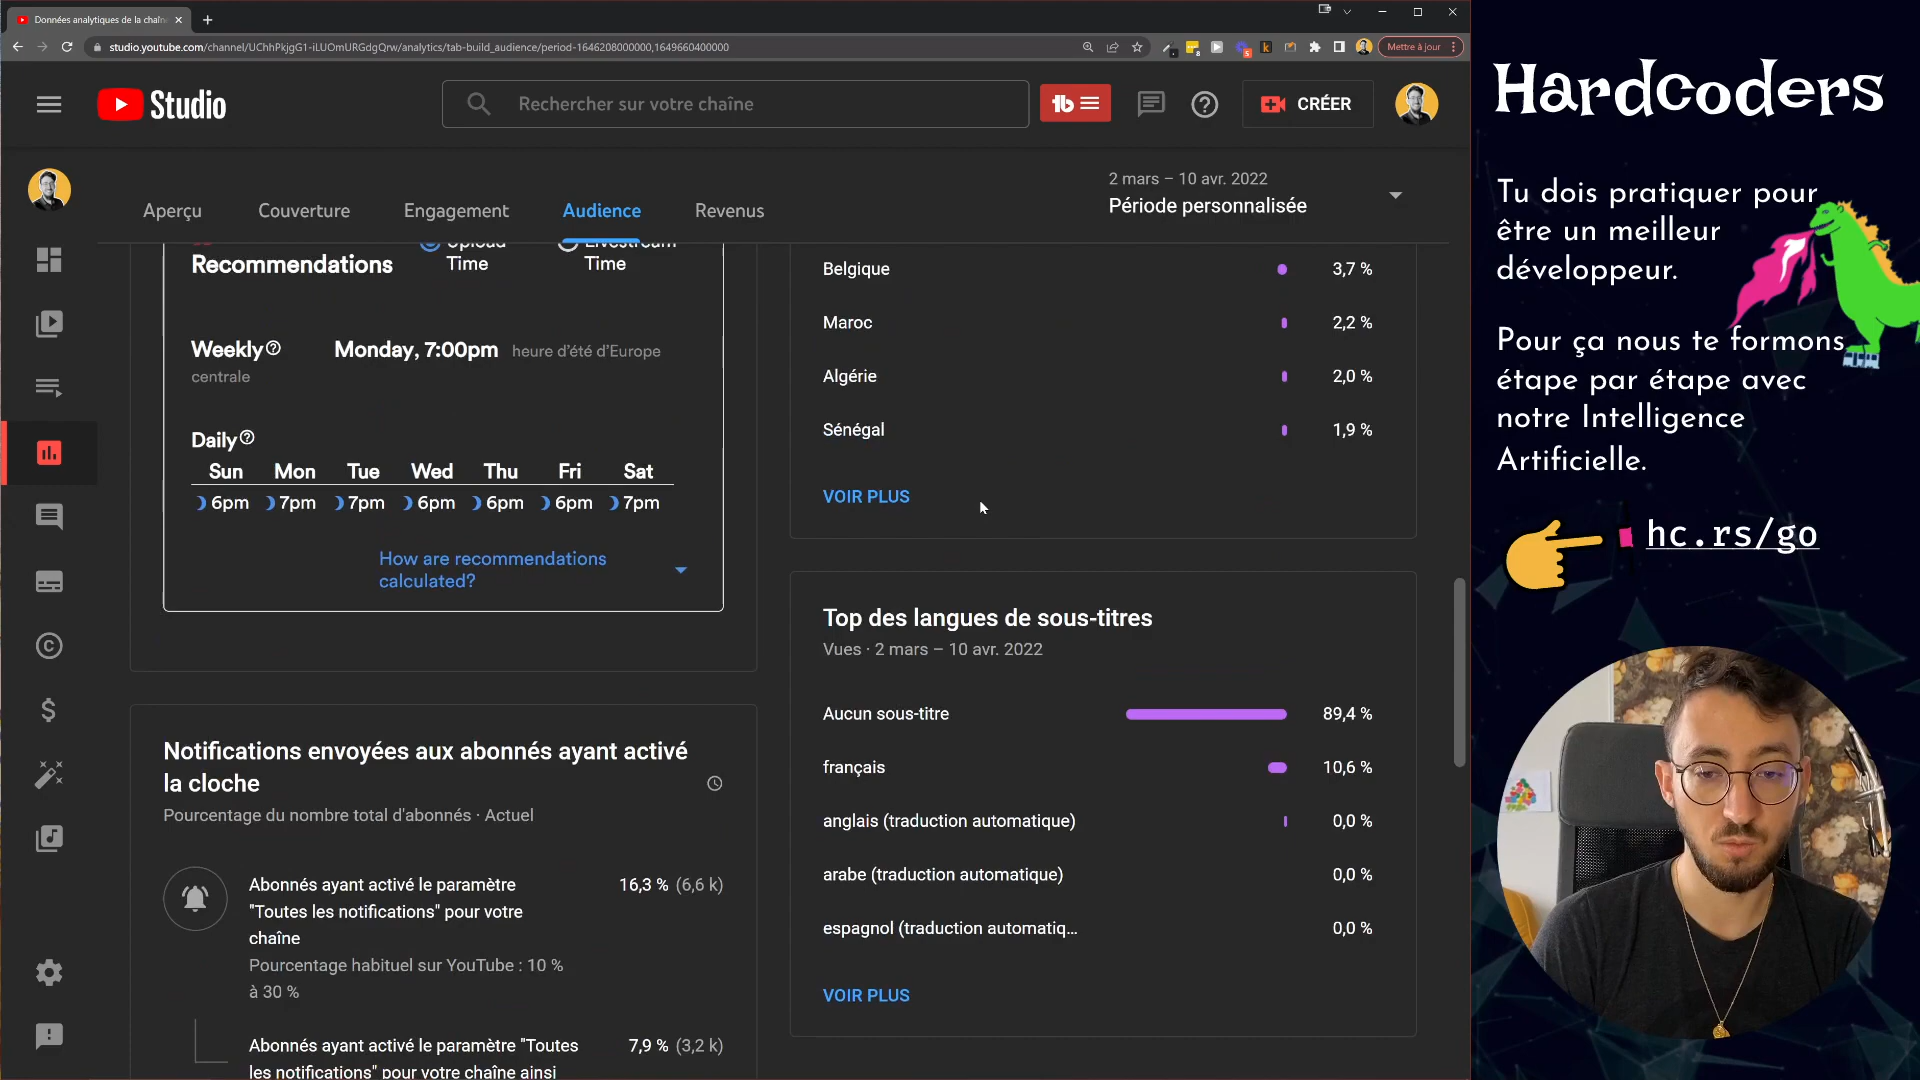 Données analytiques de la chaîn
studio.youtube.com/channel/UChhPkjgG1-iLUOmURGdgQrw/analytics/tab-build_audience/period-1646208000000,1649660400000
Mettre à jour
Studio
Rechercher sur votre chaîne
CRÉER
Aperçu
Couverture
Engagement
Audience
Revenus
2 mars – 10 avr. 2022
Période personnalisée
Recommendations
Upload Time
Livestream Time
Weekly
Monday, 7:00pm heure d'été d'Europe
centrale
Daily
Sun Mon Tue Wed Thu Fri Sat
6pm 7pm 7pm 6pm 6pm 6pm 7pm
How are recommendations
calculated?
Notifications envoyées aux abonnés ayant activé
la cloche
Pourcentage du nombre total d'abonnés · Actuel
Abonnés ayant activé le paramètre 16,3 % (6,6 k)
"Toutes les notifications" pour votre
chaîne
Pourcentage habituel sur YouTube : 10 %
à 30 %
Abonnés ayant activé le paramètre "Toutes 7,9 % (3,2 k)
les notifications" pour votre chaîne ainsi
Belgique 3,7 %
Maroc 2,2 %
Algérie 2,0 %
Sénégal 1,9 %
VOIR PLUS
Top des langues de sous-titres
Vues · 2 mars – 10 avr. 2022
Aucun sous-titre 89,4 %
français 10,6 %
anglais (traduction automatique) 0,0 %
arabe (traduction automatique) 0,0 %
espagnol (traduction automatiq... 0,0 %
VOIR PLUS
Hardcoders
Tu dois pratiquer pour
être un meilleur
développeur.
Pour ça nous te formons
étape par étape avec
notre Intelligence
Artificielle.
hc.rs/go